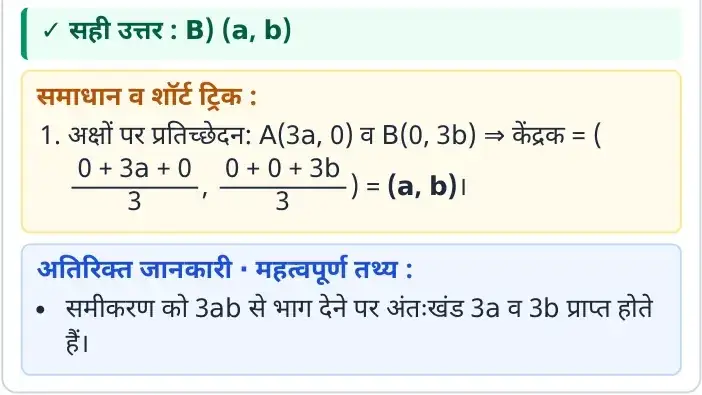 ✓ सही उत्तर : B) (a, b)
समाधान व शॉर्ट ट्रिक :
1. अक्षों पर प्रतिच्छेदन: A(3a, 0) व B(0, 3b) ⇒ केंद्रक = (
0 + 3a + 0 / 3 , 0 + 0 + 3b / 3 ) = (a, b)।
अतिरिक्त जानकारी · महत्वपूर्ण तथ्य :
• समीकरण को 3ab से भाग देने पर अंतःखंड 3a व 3b प्राप्त होते
हैं।